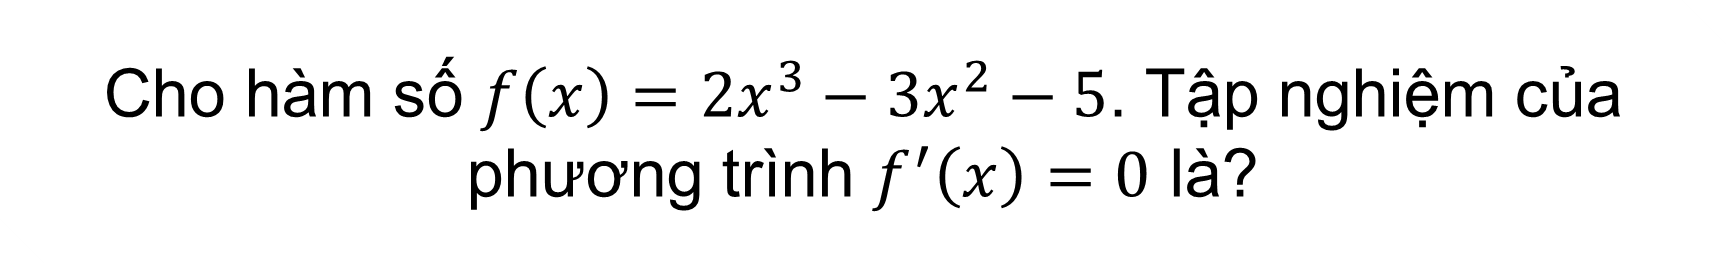 Cho hàm số f(x) = 2x³ − 3x² − 5. Tập nghiệm của
phương trình f′(x) = 0 là?